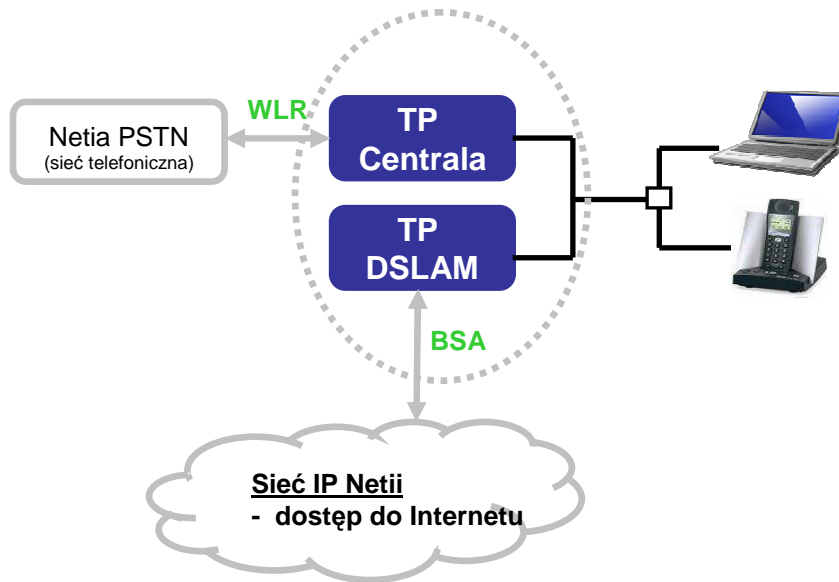 WLR
Netia PSTN
(sieć telefoniczna)
TP
Centrala
TP
DSLAM
BSA
Sieć IP Netii
- dostęp do Internetu